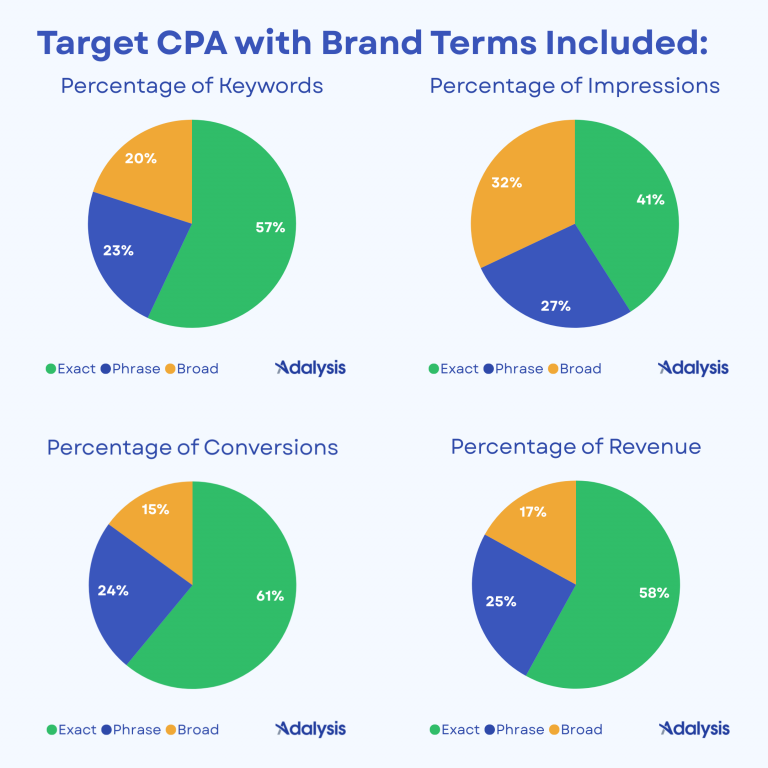 Target CPA with Brand Terms Included:
Percentage of Keywords
20%
57%
23%
Exact Phrase Broad
Adalysis
Percentage of Impressions
32%
41%
27%
Exact Phrase Broad
Adalysis
Percentage of Conversions
15%
24%
61%
Exact Phrase Broad
Adalysis
Percentage of Revenue
17%
58%
25%
Exact Phrase Broad
Adalysis